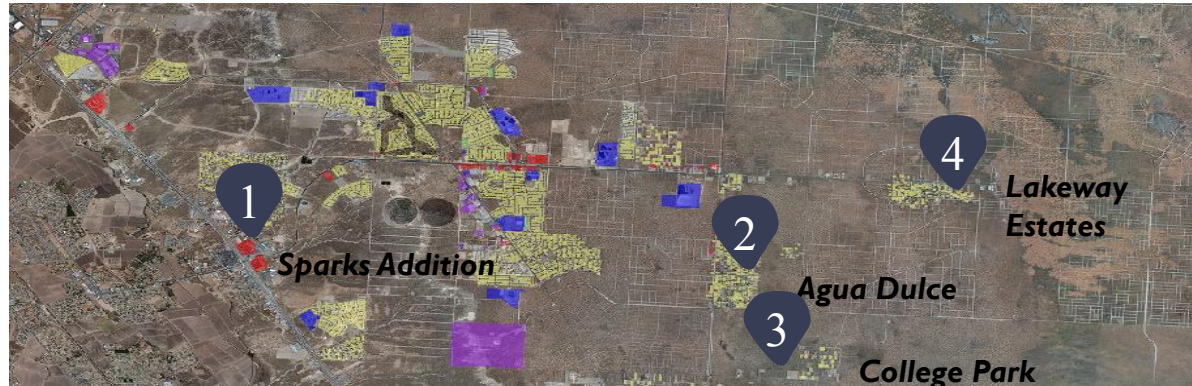 1
Sparks Addition
2
Agua Dulce
3
College Park
4
Lakeway
Estates